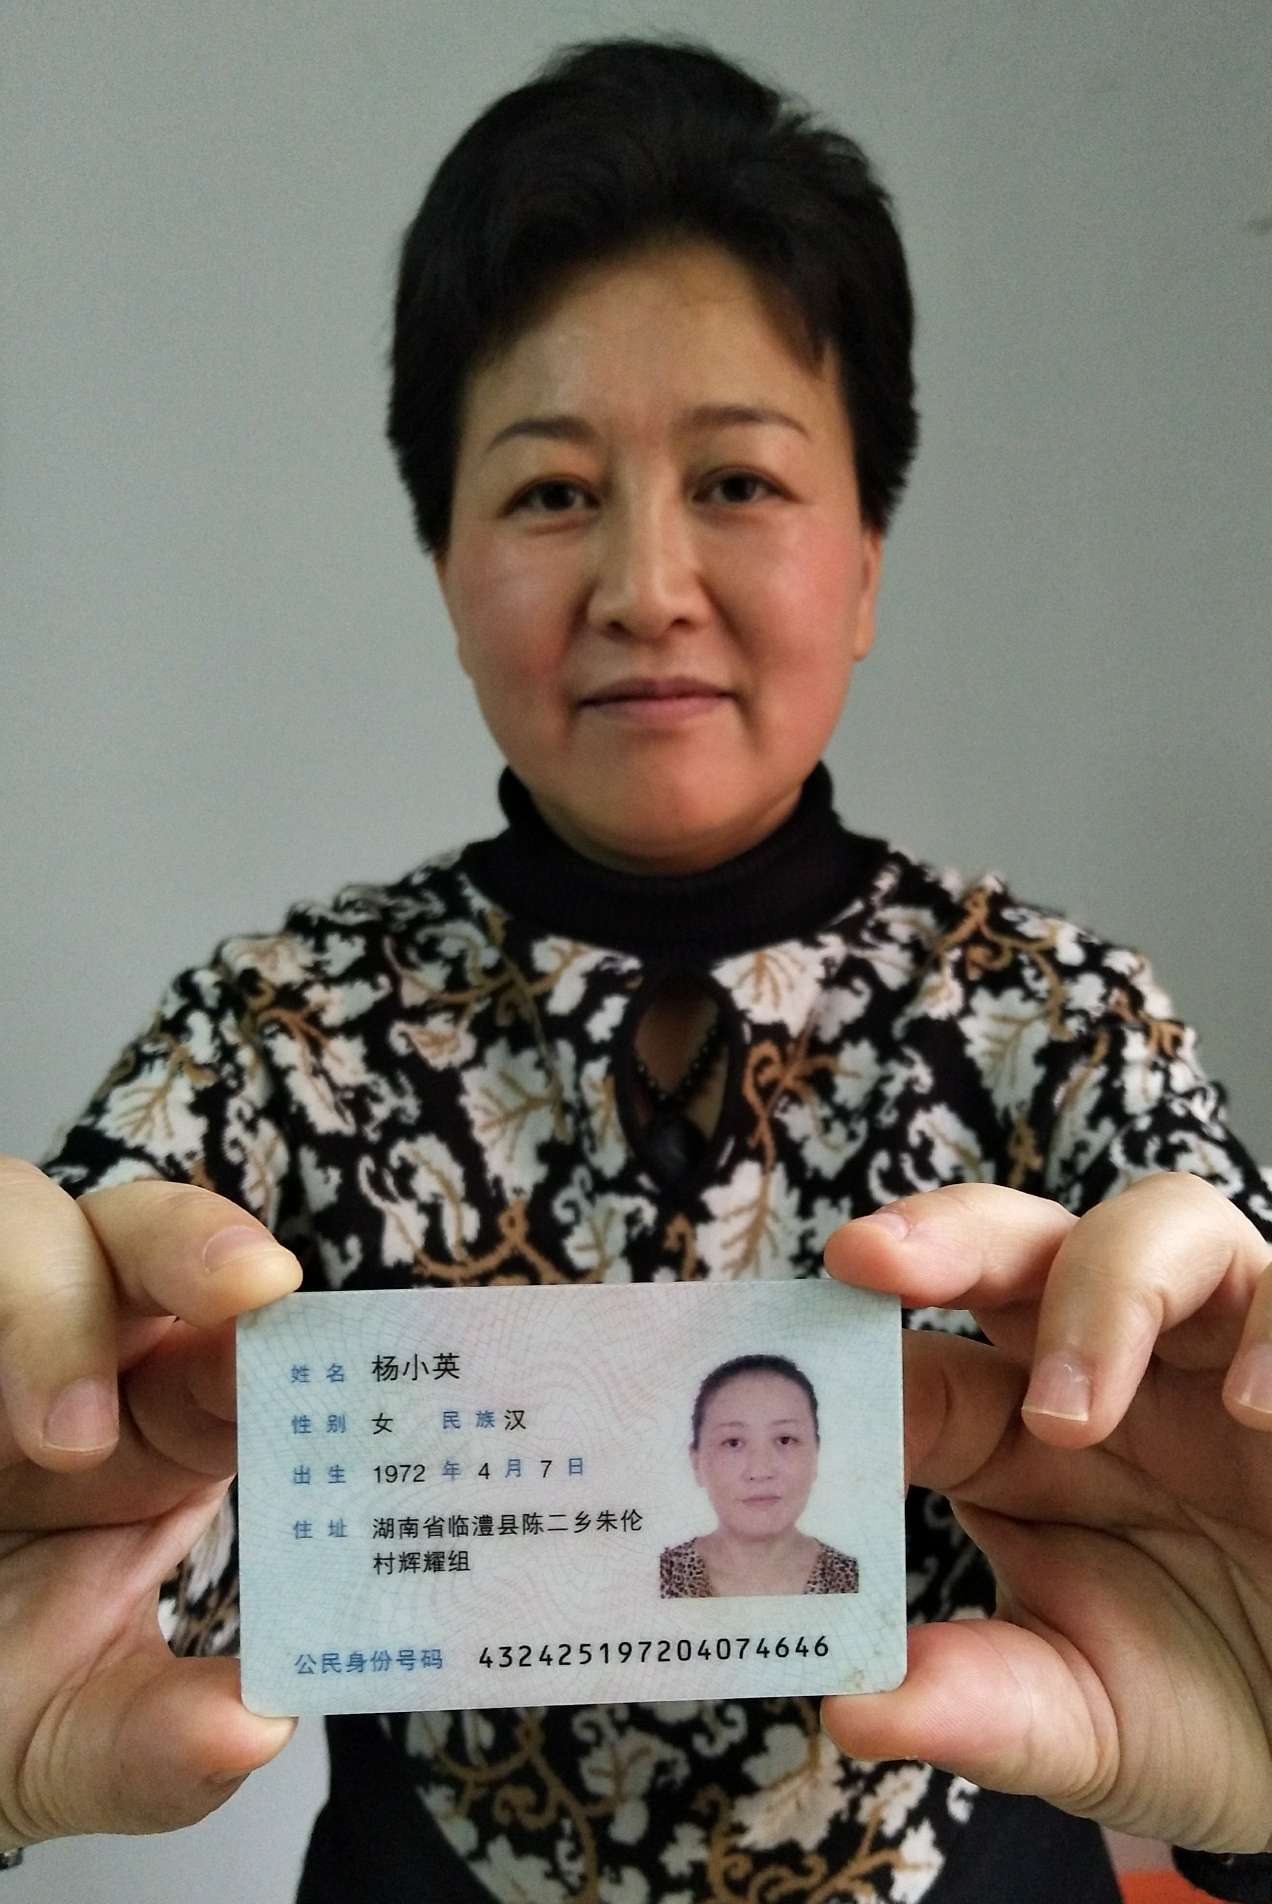 姓名 杨小英
性别 女 民族 汉
出生 1972 年 4 月 7 日
住址 湖南省临澧县陈二乡朱伦
村辉耀组
公民身份号码 432425197204074646